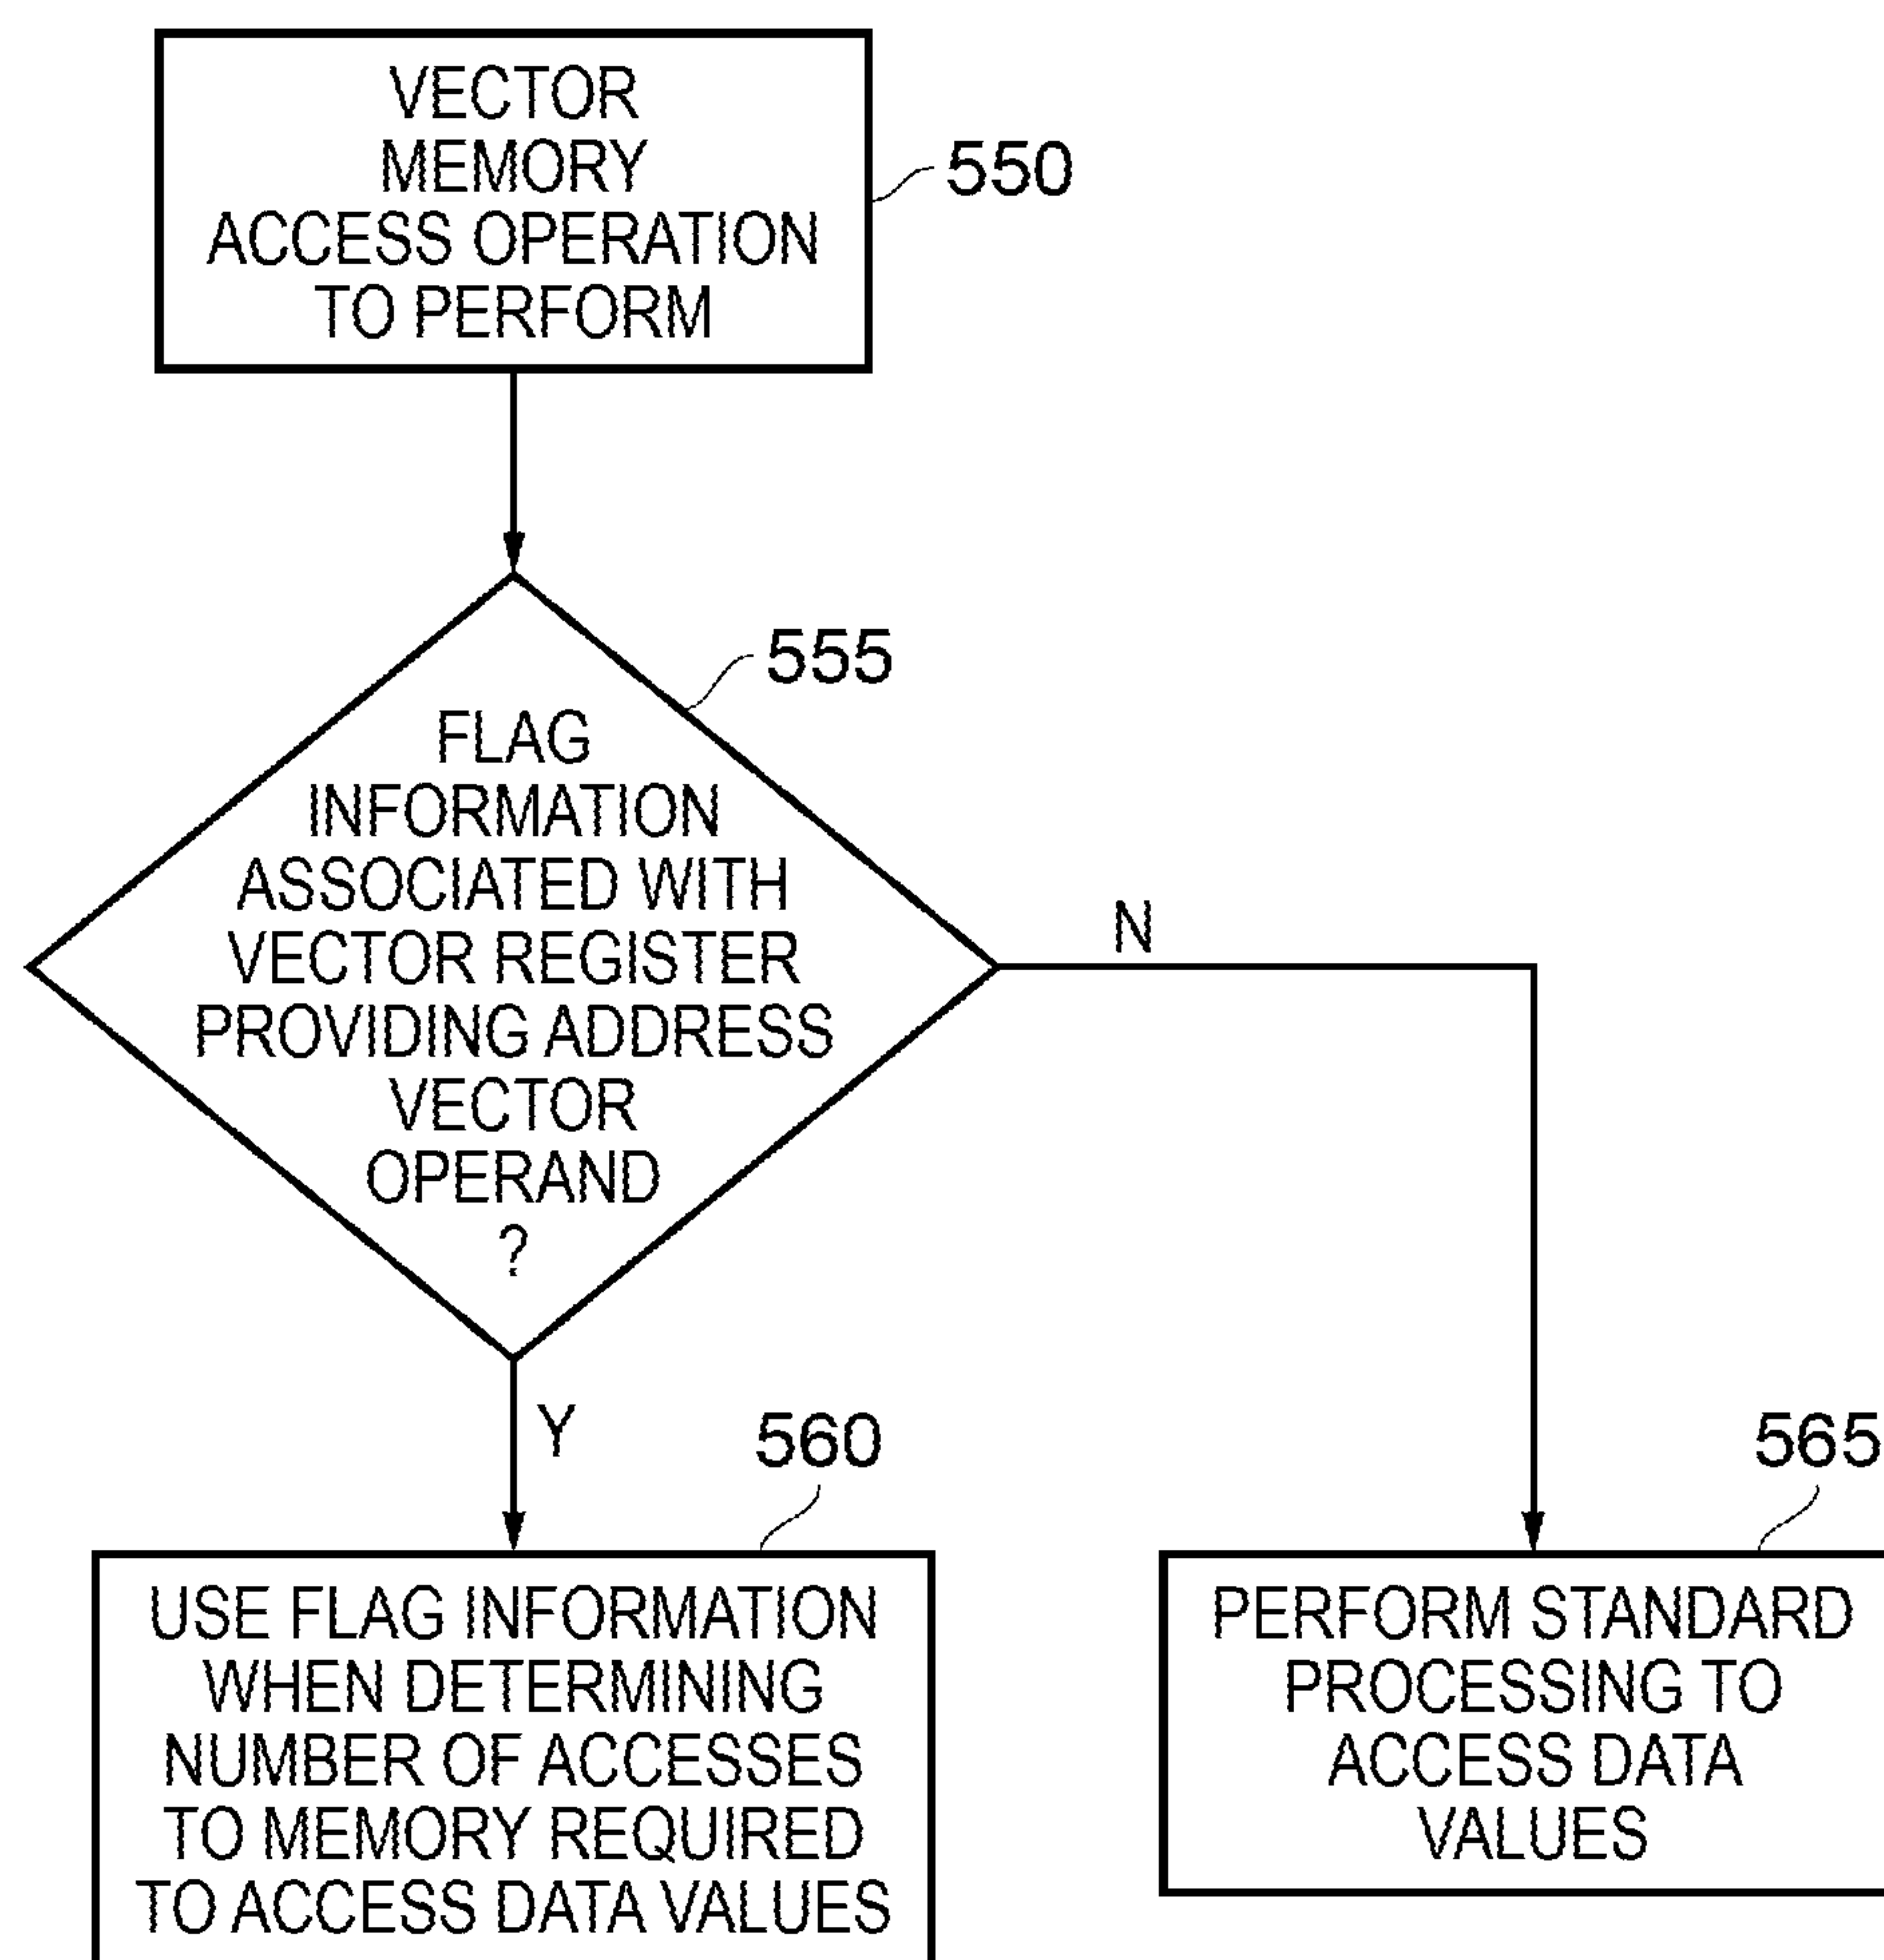 VECTOR
MEMORY
ACCESS OPERATION
TO PERFORM
550
555
FLAG
INFORMATION
ASSOCIATED WITH
VECTOR REGISTER
PROVIDING ADDRESS
VECTOR
OPERAND
?
N
Y
560
USE FLAG INFORMATION
WHEN DETERMINING
NUMBER OF ACCESSES
TO MEMORY REQUIRED
TO ACCESS DATA VALUES
565
PERFORM STANDARD
PROCESSING TO
ACCESS DATA
VALUES